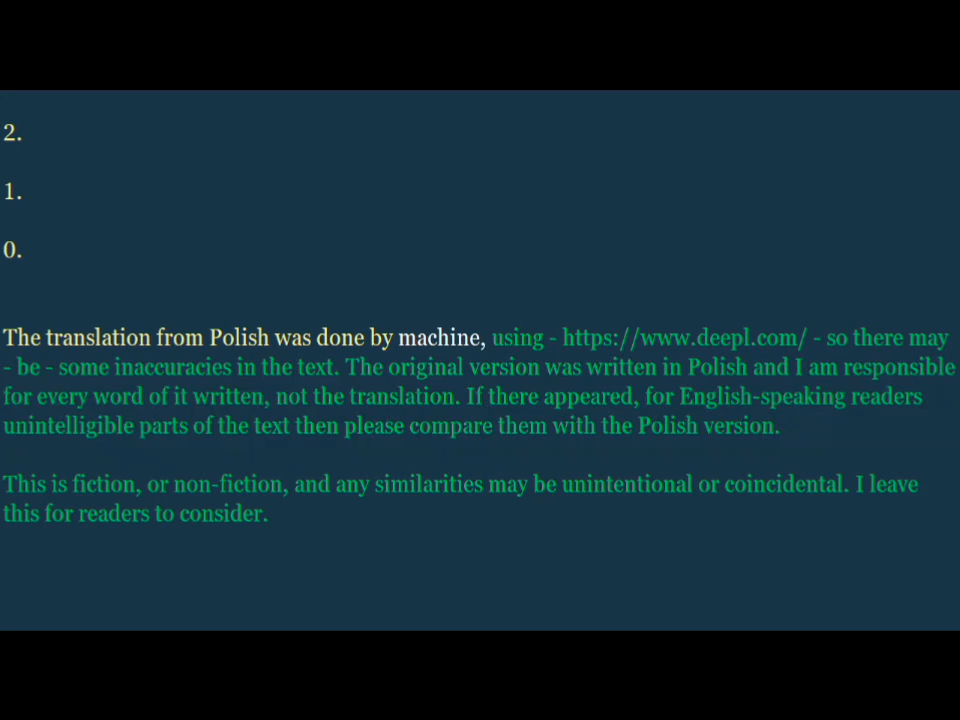 2.
1.
0.
The translation from Polish was done by machine, using - https://www.deepl.com/ - so there may
- be - some inaccuracies in the text. The original version was written in Polish and I am responsible
for every word of it written, not the translation. If there appeared, for English-speaking readers
unintelligible parts of the text then please compare them with the Polish version.
This is fiction, or non-fiction, and any similarities may be unintentional or coincidental. I leave
this for readers to consider.